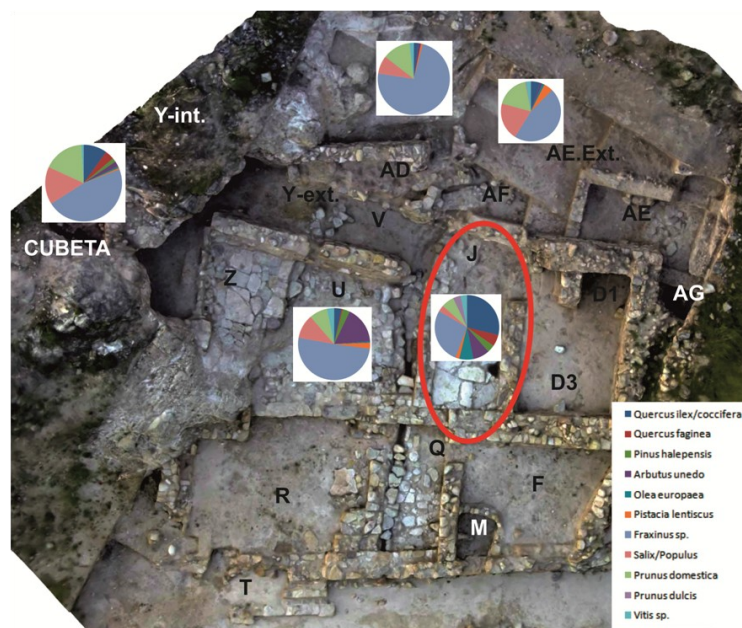 Y-int.
AE.Ext.
AD
Y-ext.
AF
AE
CUBETA
V
J
Z
U
D1
AG
D3
Q
R
F
M
T
Quercus ilex/coccifera
Quercus faginea
Pinus halepensis
Arbutus unedo
Olea europaea
Pistacia lentiscus
Fraxinus sp.
Salix/Populus
Prunus domestica
Prunus dulcis
Vitis sp.